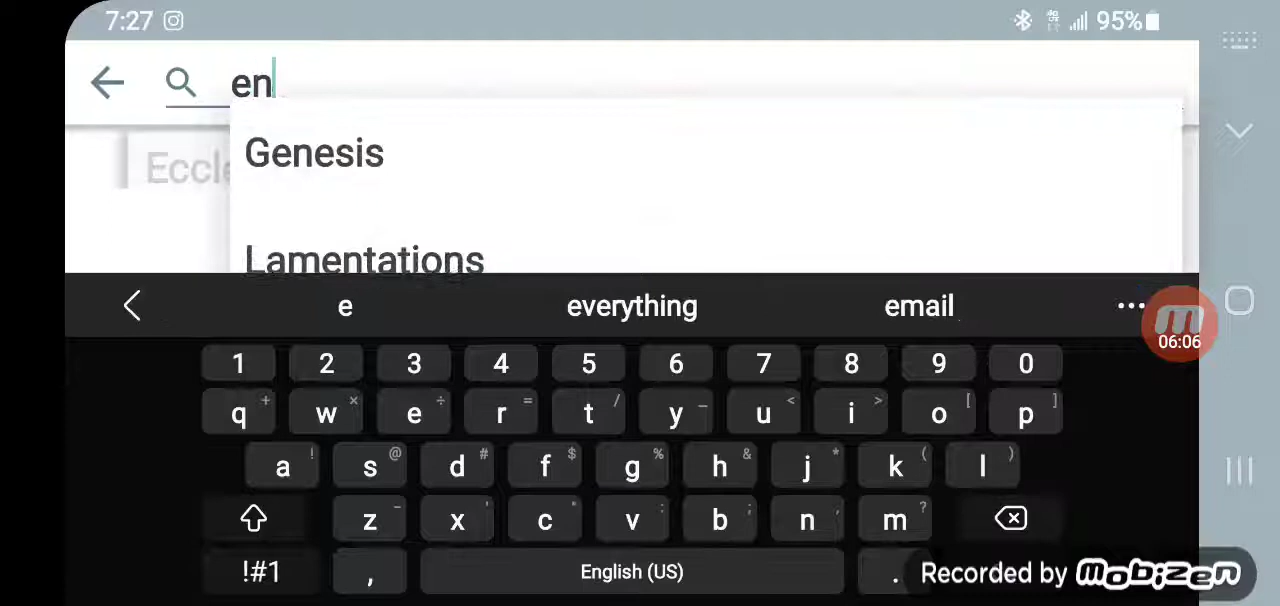 7:27 95%
en
Eccle
Genesis
Lamentations
e everything email ...
06:06
1 2 3 4 5 6 7 8 9 0
q + w × e ÷ r = t / y _ u < i > o [ p ]
a ! s @ d # f $ g % h & j * k ( l )
z - x ' c " v : b ; n , m ?
!#1 , English (US) .
Recorded by mobizen